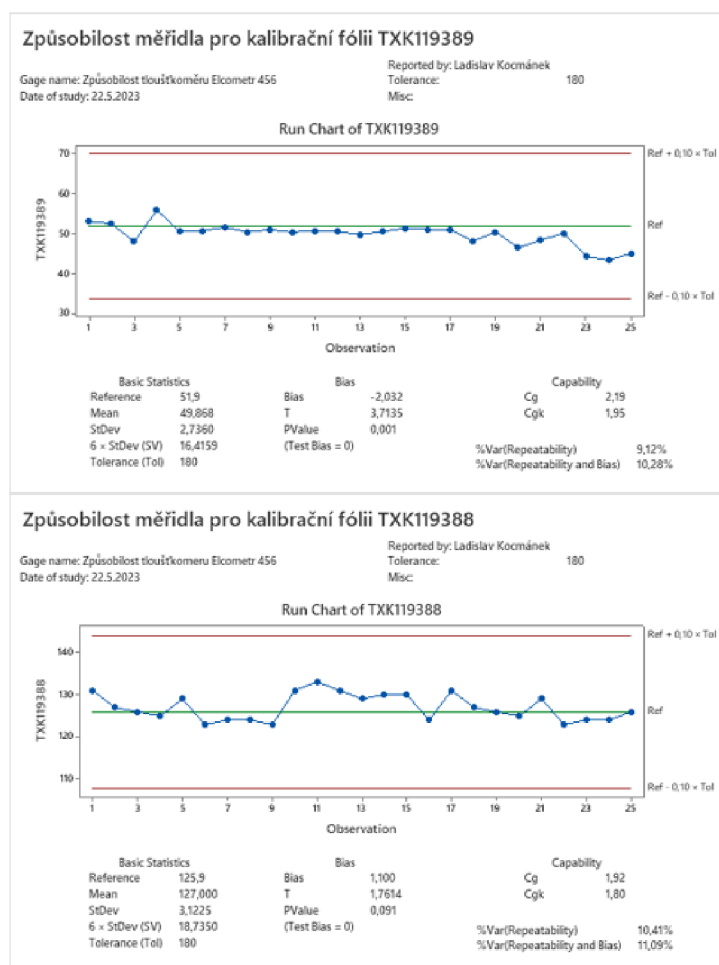 Způsobilost měřidla pro kalibrační fólii TXK119389
Reported by: Ladislav Kocmánek
Gage name: Způsobilost tloušťkoměru Elcometr 456
Tolerance: 180
Date of study: 22.5.2023
Misc:
Run Chart of TXK119389
70
Ref + 0,10 × Tol
60
50
Ref
40
30
Ref - 0,10 × Tol
TXK119389
1 3 5 7 9 11 13 15 17 19 21 23 25
Observation
Basic Statistics Bias Capability
Reference 51,9 Bias -2,032 Cg 2,19
Mean 49,868 T 3,7135 Cgk 1,95
StDev 2,7360 PValue 0,001
6 × StDev (SV) 16,4159 (Test Bias = 0) %Var(Repeatability) 9,12%
Tolerance (Tol) 180 %Var(Repeatability and Bias) 10,28%
Způsobilost měřidla pro kalibrační fólii TXK119388
Reported by: Ladislav Kocmánek
Gage name: Způsobilost tloušťkomeru Elcometr 456
Tolerance: 180
Date of study: 22.5.2023
Misc:
Run Chart of TXK119388
Ref + 0,10 × Tol
140
130
Ref
120
110
Ref - 0,10 × Tol
TXK119388
1 3 5 7 9 11 13 15 17 19 21 23 25
Observation
Basic Statistics Bias Capability
Reference 125,9 Bias 1,100 Cg 1,92
Mean 127,000 T 1,7614 Cgk 1,80
StDev 3,1225 PValue 0,091
6 × StDev (SV) 18,7350 (Test Bias = 0) %Var(Repeatability) 10,41%
Tolerance (Tol) 180 %Var(Repeatability and Bias) 11,09%